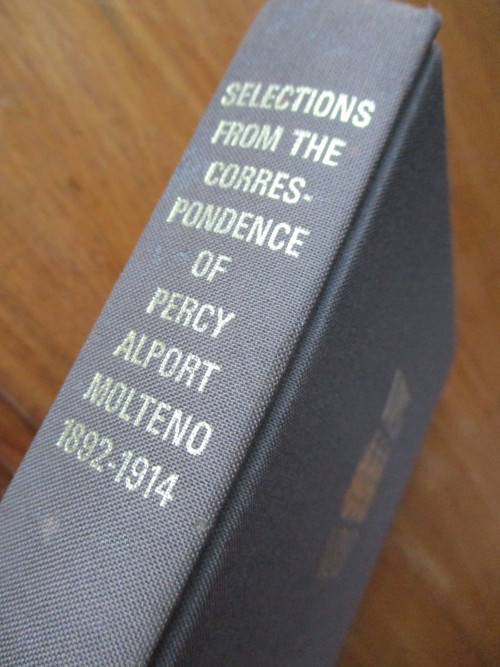 SELECTIONS
FROM THE
CORRES-
PONDENCE
OF
PERCY
ALPORT
MOLTENO
1892-1914